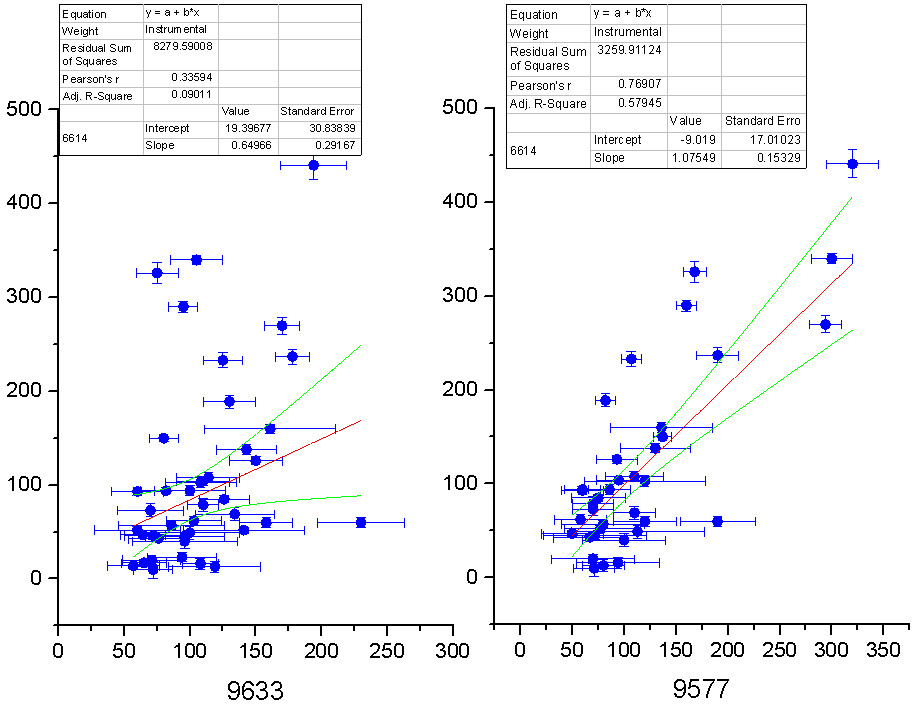 Equation y = a + b*x
Weight Instrumental
Residual Sum of Squares 8279.59008
Pearson's r 0.33594
Adj. R-Square 0.09011
Value Standard Error
6614 Intercept 19.39677 30.83839
Slope 0.64966 0.29167
500
400
300
200
100
0
0 50 100 150 200 250 300
9633
Equation y = a + b*x
Weight Instrumental
Residual Sum of Squares 3259.91124
Pearson's r 0.76907
Adj. R-Square 0.57945
Value Standard Erro
6614 Intercept -9.019 17.01023
Slope 1.07549 0.15329
500
400
300
200
100
0
0 50 100 150 200 250 300 350
9577